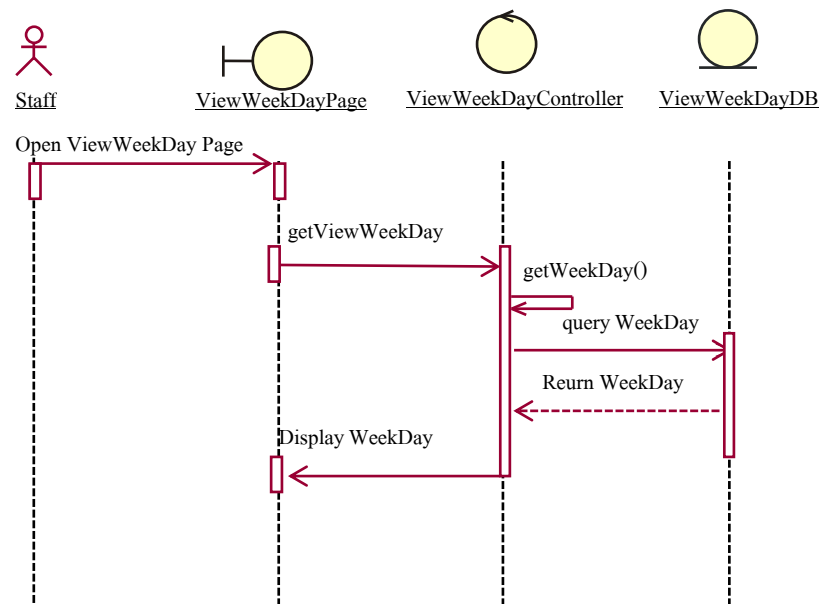 Staff
ViewWeekDayPage
ViewWeekDayController
ViewWeekDayDB
Open ViewWeekDay Page
getViewWeekDay
getWeekDay()
query WeekDay
Reurn WeekDay
Display WeekDay